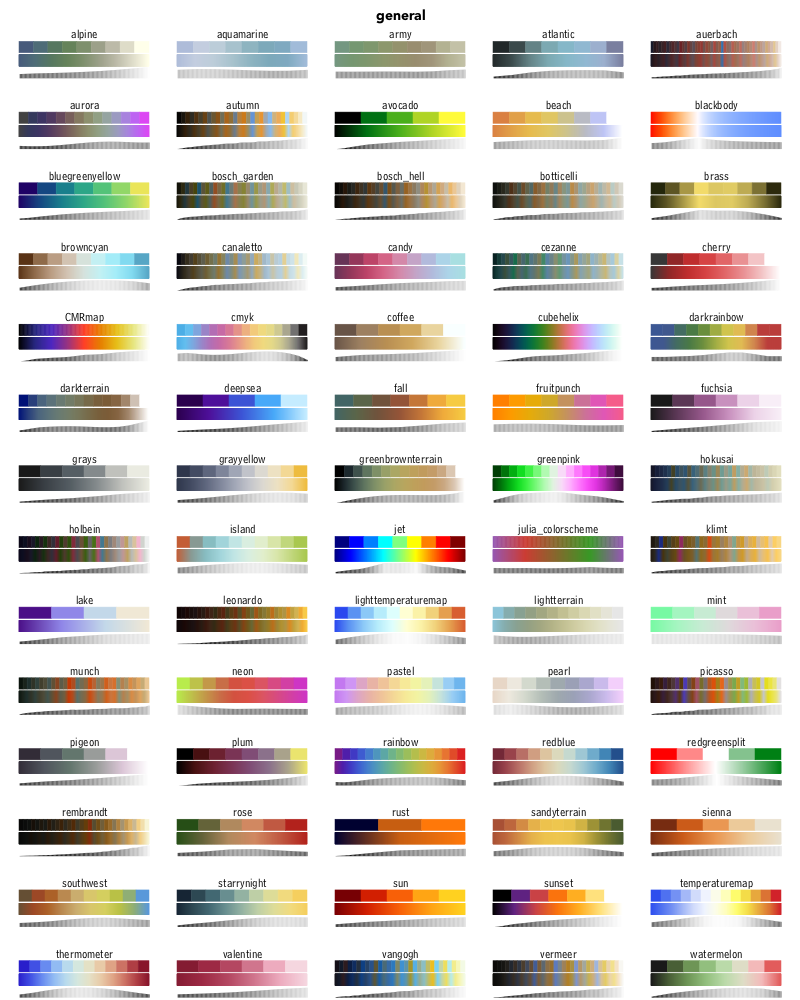 general
alpine aquamarine army atlantic auerbach
aurora autumn avocado beach blackbody
bluegreenyellow bosch_garden bosch_hell botticelli brass
browncyan canaletto candy cezanne cherry
CMRmap cmyk coffee cubehelix darkrainbow
darkterrain deepsea fall fruitpunch fuchsia
grays grayyellow greenbrownterrain greenpink hokusai
holbein island jet julia_colorscheme klimt
lake leonardo lighttemperaturemap lightterrain mint
munch neon pastel pearl picasso
pigeon plum rainbow redblue redgreensplit
rembrandt rose rust sandyterrain sienna
southwest starrynight sun sunset temperaturemap
thermometer valentine vangogh vermeer watermelon